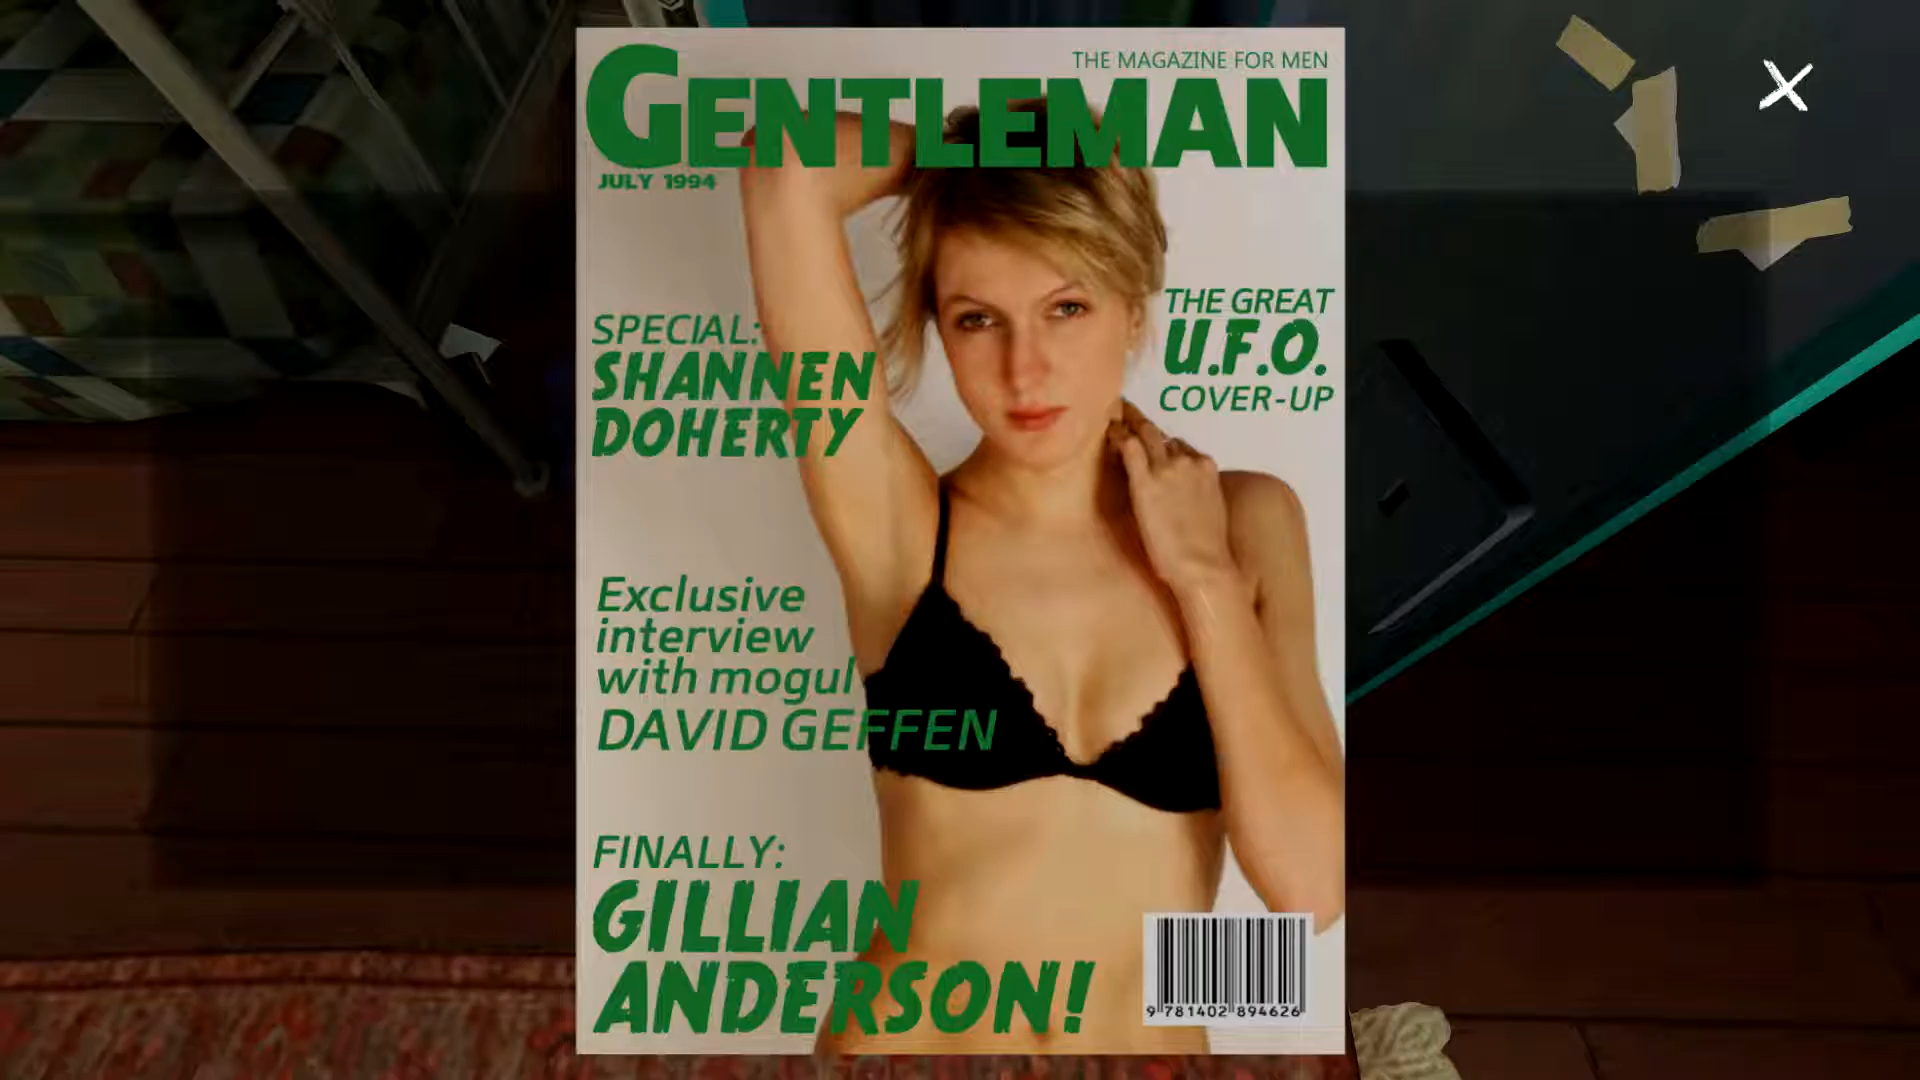 THE MAGAZINE FOR MEN
GENTLEMAN
JULY 1994
THE GREAT
U.F.O.
COVER-UP
SPECIAL:
SHANNEN
DOHERTY
Exclusive
interview
with mogul
DAVID GEFFEN
FINALLY:
GILLIAN
ANDERSON!
9 781402 894626